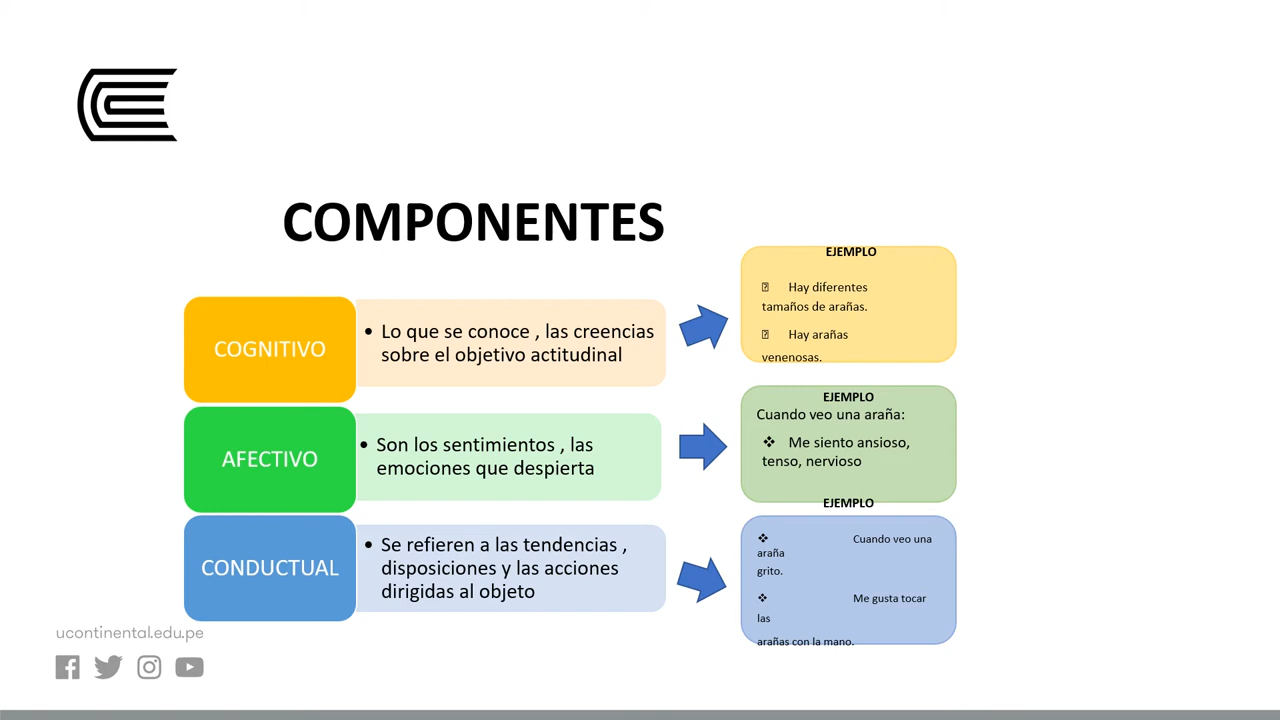 COMPONENTES
COGNITIVO
• Lo que se conoce , las creencias
sobre el objetivo actitudinal
EJEMPLO
Hay diferentes
tamaños de arañas.
Hay arañas
venenosas.
AFECTIVO
• Son los sentimientos , las
emociones que despierta
EJEMPLO
Cuando veo una araña:
❖ Me siento ansioso,
tenso, nervioso
CONDUCTUAL
• Se refieren a las tendencias ,
disposiciones y las acciones
dirigidas al objeto
EJEMPLO
❖ Cuando veo una
araña
grito.
❖ Me gusta tocar
las
arañas con la mano.
ucontinental.edu.pe